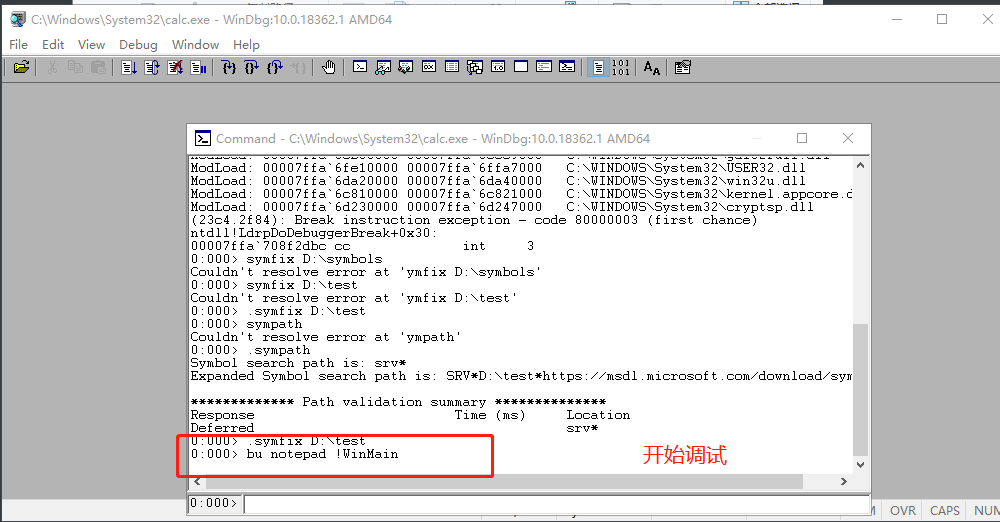 C:\Windows\System32\calc.exe - WinDbg:10.0.18362.1 AMD64
File Edit View Debug Window Help
Command - C:\Windows\System32\calc.exe - WinDbg:10.0.18362.1 AMD64
ModLoad: 00007ffa`6fe10000 00007ffa`6ffa7000 C:\WINDOWS\System32\USER32.dll
ModLoad: 00007ffa`6da20000 00007ffa`6da40000 C:\WINDOWS\System32\win32u.dll
ModLoad: 00007ffa`6c810000 00007ffa`6c821000 C:\WINDOWS\System32\kernel.appcore.d
ModLoad: 00007ffa`6d230000 00007ffa`6d247000 C:\WINDOWS\System32\cryptsp.dll
(23c4.2f84): Break instruction exception - code 80000003 (first chance)
ntdll!LdrpDoDebuggerBreak+0x30:
00007ffa`708f2dbc cc int 3
0:000> symfix D:\symbols
Couldn't resolve error at 'ymfix D:\symbols'
0:000> symfix D:\test
Couldn't resolve error at 'ymfix D:\test'
0:000> .symfix D:\test
0:000> sympath
Couldn't resolve error at 'ympath'
0:000> .sympath
Symbol search path is: srv*
Expanded Symbol search path is: SRV*D:\test*https://msdl.microsoft.com/download/sym
************* Path validation summary **************
Response Time (ms) Location
Deferred srv*
0:000> .symfix D:\test
0:000> bu notepad !WinMain
开始调试
0:000>
OVR CAPS NUM